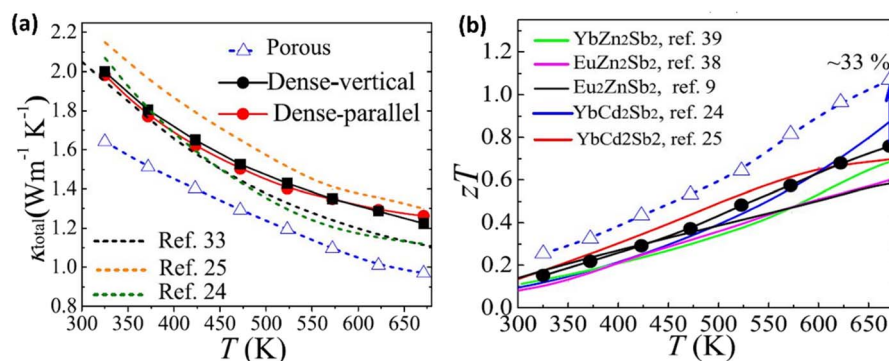 (a)
κtotal(Wm⁻¹ K⁻¹)
2.2
2.0
1.8
1.6
1.4
1.2
1.0
0.8
Porous
Dense-vertical
Dense-parallel
Ref. 33
Ref. 25
Ref. 24
300 350 400 450 500 550 600 650
T (K)
(b)
zT
1.2
1.0
0.8
0.6
0.4
0.2
0.0
YbZn2Sb2, ref. 39
EuZn2Sb2, ref. 38
Eu2ZnSb2, ref. 9
YbCd2Sb2, ref. 24
YbCd2Sb2, ref. 25
~33 %
300 350 400 450 500 550 600 650
T (K)